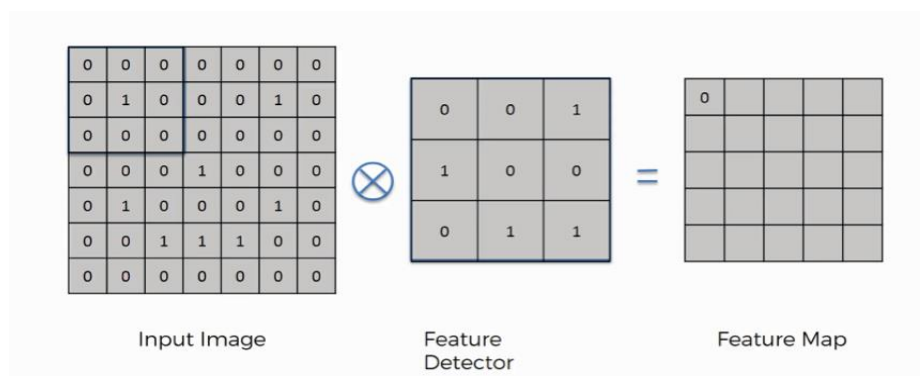 0 0 0 0 0 0 0
0 1 0 0 0 1 0
0 0 0 0 0 0 0
0 0 0 1 0 0 0
0 1 0 0 0 1 0
0 0 1 1 1 0 0
0 0 0 0 0 0 0
Input Image
0 0 1
1 0 0
0 1 1
Feature
Detector
=
0
Feature Map